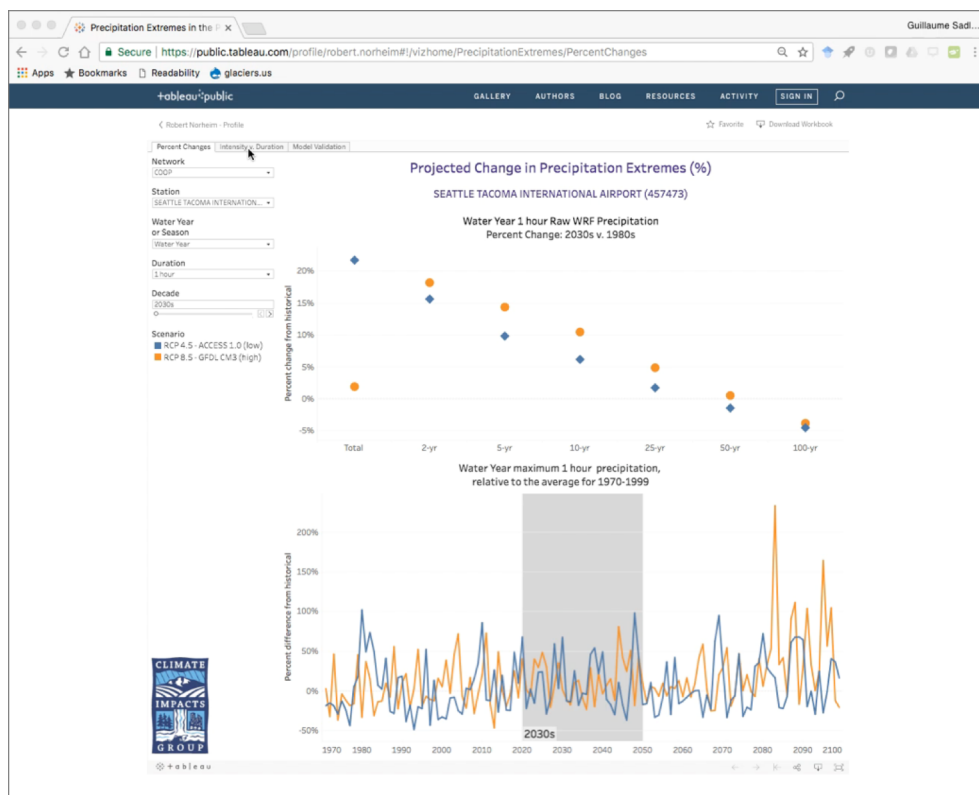 Precipitation Extremes in the P
Guillaume Sadl...
Secure | https://public.tableau.com/profile/robert.norheim#!/vizhome/PrecipitationExtremes/PercentChanges
Apps Bookmarks Readability glaciers.us
+ableau public
GALLERY AUTHORS BLOG RESOURCES ACTIVITY SIGN IN
Robert Norheim - Profile
Favorite Download Workbook
Percent Changes Intensity v. Duration Model Validation
Network
COOP
Station
SEATTLE TACOMA INTERNATION...
Water Year
or Season
Water Year
Duration
1 hour
Decade
2030s
Scenario
RCP 4.5 - ACCESS 1.0 (low)
RCP 8.5 - GFDL CM3 (high)
Projected Change in Precipitation Extremes (%)
SEATTLE TACOMA INTERNATIONAL AIRPORT (457473)
Water Year 1 hour Raw WRF Precipitation
Percent Change: 2030s v. 1980s
Percent change from historical
20%
15%
10%
5%
0%
-5%
Total 2-yr 5-yr 10-yr 25-yr 50-yr 100-yr
Water Year maximum 1 hour precipitation,
relative to the average for 1970-1999
Percent difference from historical
200%
150%
100%
50%
0%
-50%
2030s
1970 1980 1990 2000 2010 2020 2030 2040 2050 2060 2070 2080 2090 2100
CLIMATE
IMPACTS
GROUP
+ableau